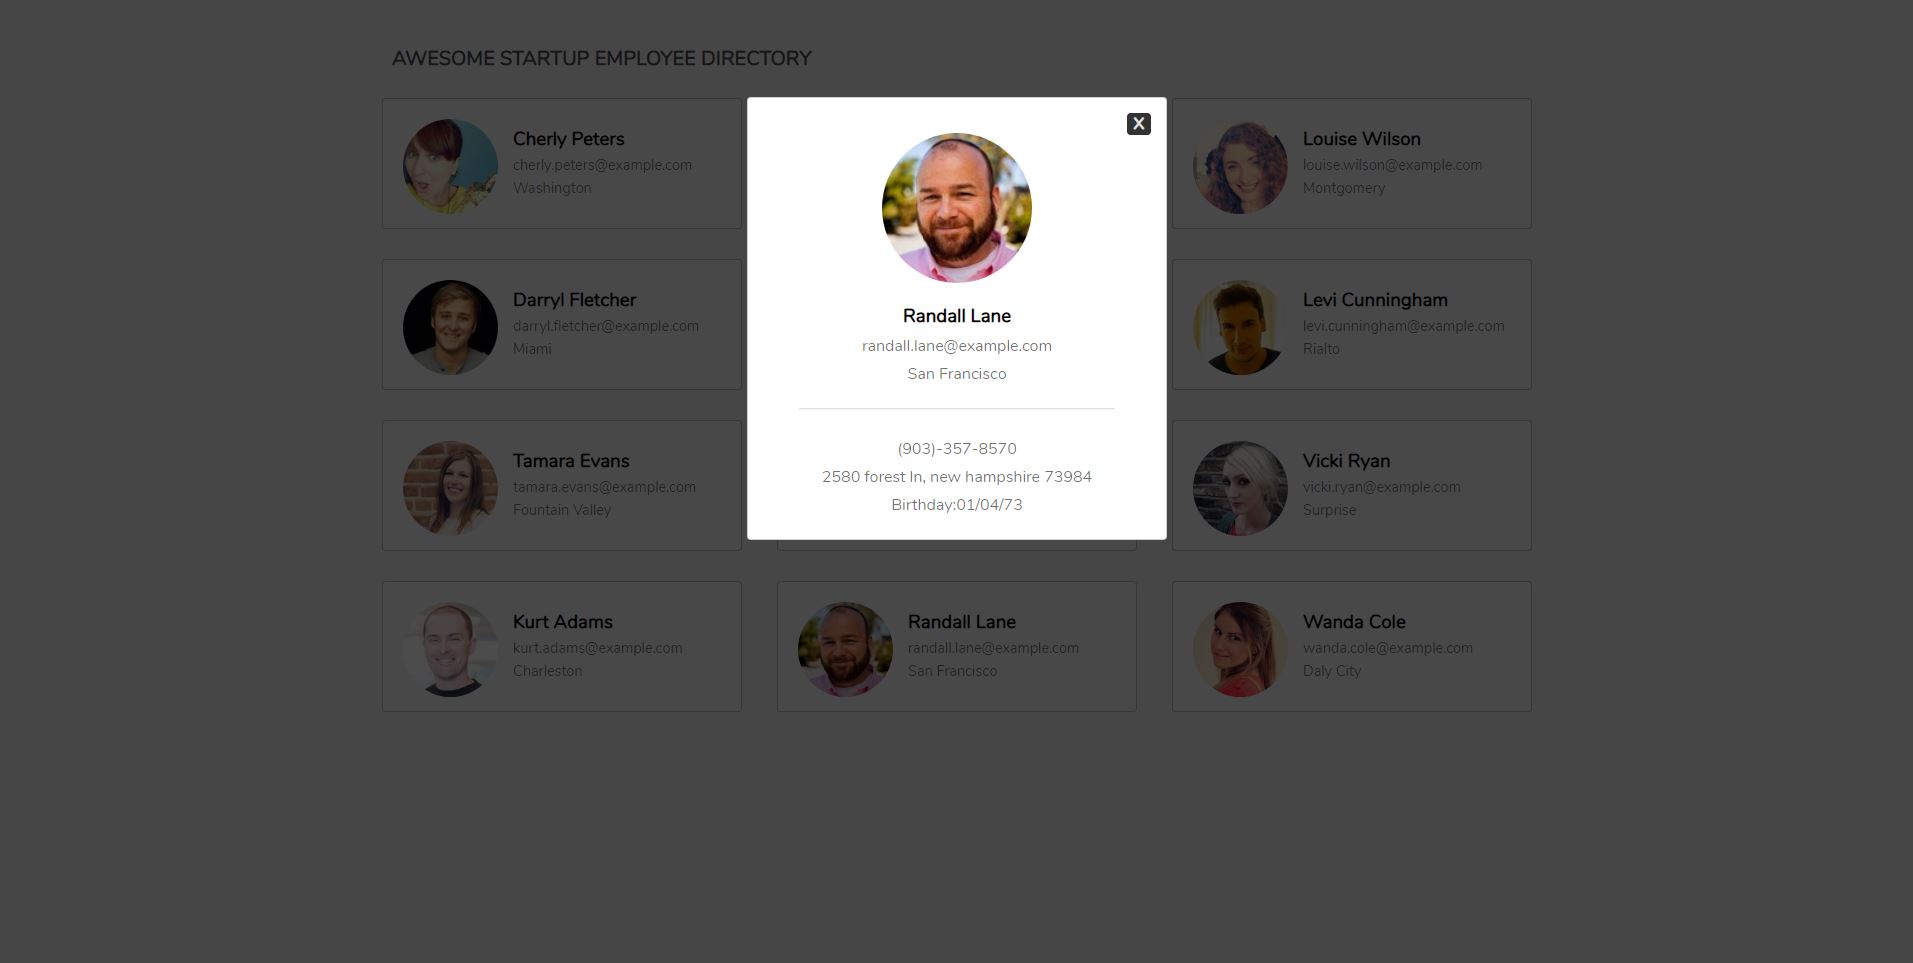 AWESOME STARTUP EMPLOYEE DIRECTORY
X
Randall Lane
randall.lane@example.com
San Francisco
(903)-357-8570
2580 forest ln, new hampshire 73984
Birthday:01/04/73
Cherly Peters
cherly.peters@example.com
Washington
Louise Wilson
louise.wilson@example.com
Montgomery
Darryl Fletcher
darryl.fletcher@example.com
Miami
Levi Cunningham
levi.cunningham@example.com
Rialto
Tamara Evans
tamara.evans@example.com
Fountain Valley
Vicki Ryan
vicki.ryan@example.com
Surprise
Kurt Adams
kurt.adams@example.com
Charleston
Randall Lane
randall.lane@example.com
San Francisco
Wanda Cole
wanda.cole@example.com
Daly City